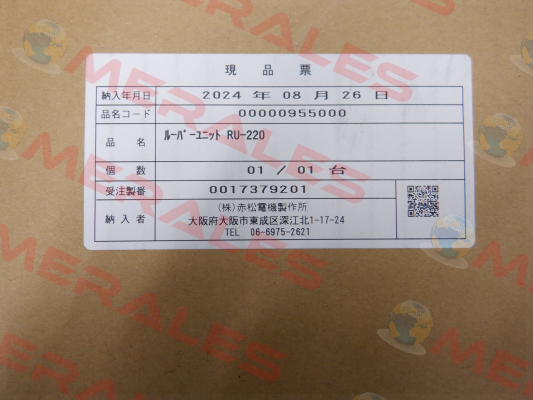 現品票
納入年月日 2024 年 08 月 26 日
品名コード 00000955000
品名 ﾙｰﾊﾞｰﾕﾆｯﾄ RU-220
個数 01 / 01 台
受注製番 0017379201
納入者 (株)赤松電機製作所
大阪府大阪市東成区深江北1-17-24
TEL 06-6975-2621
MERALES
MERALES
MERALES